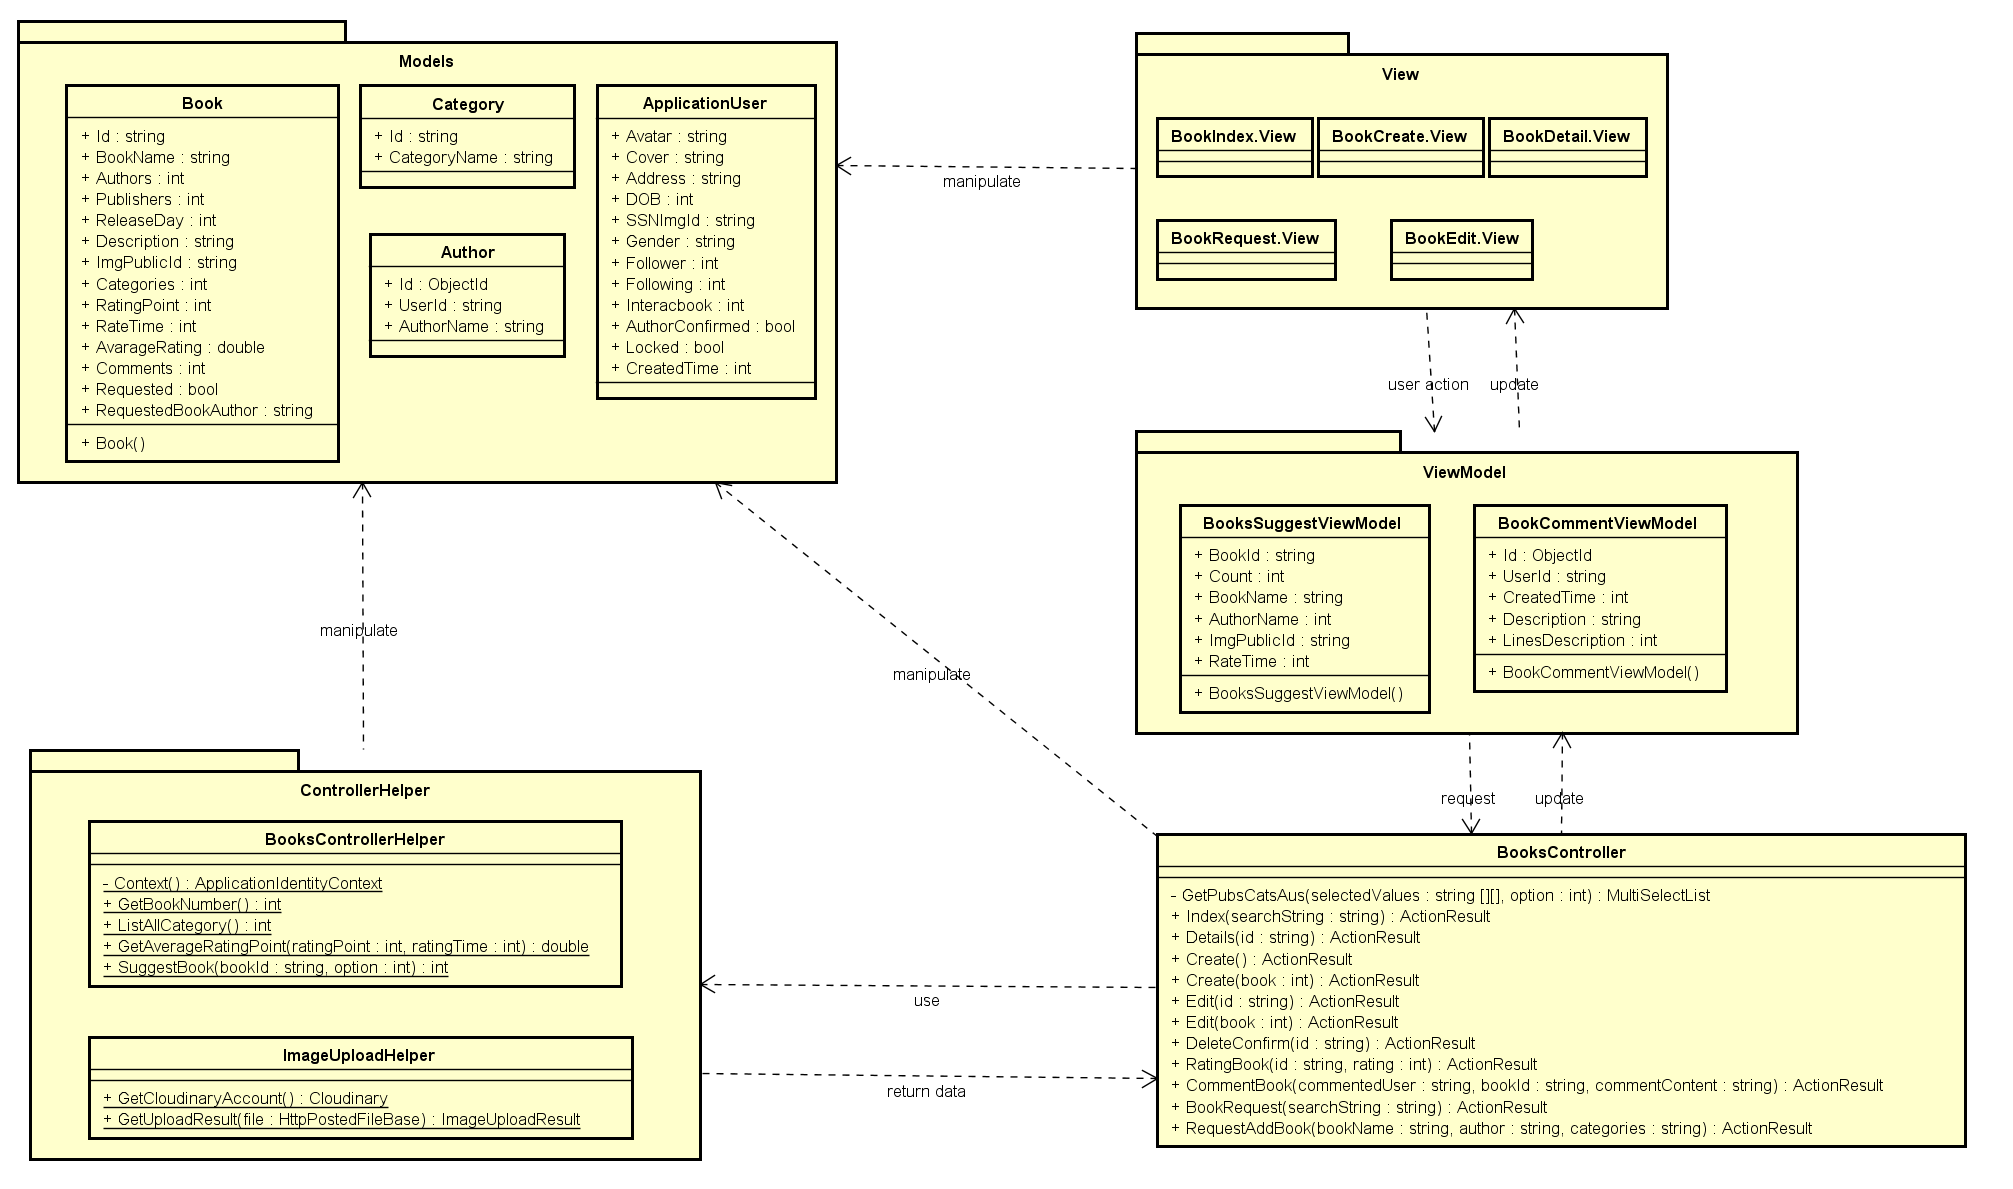 Models
Book
+ Id : string
+ BookName : string
+ Authors : int
+ Publishers : int
+ ReleaseDay : int
+ Description : string
+ ImgPublicId : string
+ Categories : int
+ RatingPoint : int
+ RateTime : int
+ AvarageRating : double
+ Comments : int
+ Requested : bool
+ RequestedBookAuthor : string
+ Book()
Category
+ Id : string
+ CategoryName : string
Author
+ Id : ObjectId
+ UserId : string
+ AuthorName : string
ApplicationUser
+ Avatar : string
+ Cover : string
+ Address : string
+ DOB : int
+ SSNImgId : string
+ Gender : string
+ Follower : int
+ Following : int
+ Interacbook : int
+ AuthorConfirmed : bool
+ Locked : bool
+ CreatedTime : int
manipulate
View
BookIndex.View
BookCreate.View
BookDetail.View
BookRequest.View
BookEdit.View
user action
update
ViewModel
BooksSuggestViewModel
+ BookId : string
+ Count : int
+ BookName : string
+ AuthorName : int
+ ImgPublicId : string
+ RateTime : int
+ BooksSuggestViewModel()
BookCommentViewModel
+ Id : ObjectId
+ UserId : string
+ CreatedTime : int
+ Description : string
+ LinesDescription : int
+ BookCommentViewModel()
manipulate
manipulate
request
update
ControllerHelper
BooksControllerHelper
- Context() : ApplicationIdentityContext
+ GetBookNumber() : int
+ ListAllCategory() : int
+ GetAverageRatingPoint(ratingPoint : int, ratingTime : int) : double
+ SuggestBook(bookId : string, option : int) : int
ImageUploadHelper
+ GetCloudinaryAccount() : Cloudinary
+ GetUploadResult(file : HttpPostedFileBase) : ImageUploadResult
use
return data
BooksController
- GetPubsCatsAus(selectedValues : string [][], option : int) : MultiSelectList
+ Index(searchString : string) : ActionResult
+ Details(id : string) : ActionResult
+ Create() : ActionResult
+ Create(book : int) : ActionResult
+ Edit(id : string) : ActionResult
+ Edit(book : int) : ActionResult
+ DeleteConfirm(id : string) : ActionResult
+ RatingBook(id : string, rating : int) : ActionResult
+ CommentBook(commentedUser : string, bookId : string, commentContent : string) : ActionResult
+ BookRequest(searchString : string) : ActionResult
+ RequestAddBook(bookName : string, author : string, categories : string) : ActionResult